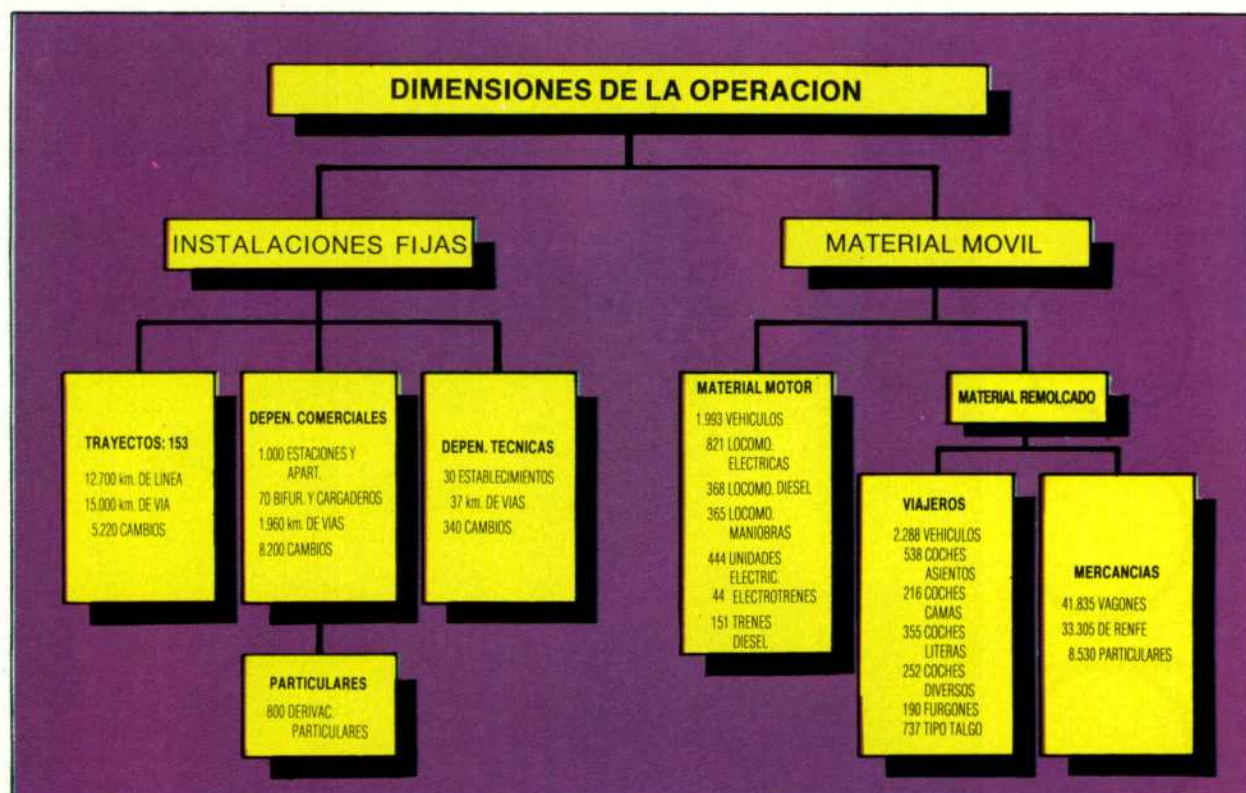 DIMENSIONES DE LA OPERACION
INSTALACIONES FIJAS
MATERIAL MOVIL
TRAYECTOS: 153
12.700 km. DE LINEA
15.000 km. DE VIA
5.220 CAMBIOS
DEPEN. COMERCIALES
1.000 ESTACIONES Y
APART.
70 BIFUR. Y CARGADEROS
1.960 km. DE VIAS
8.200 CAMBIOS
DEPEN. TECNICAS
30 ESTABLECIMIENTOS
37 km. DE VIAS
340 CAMBIOS
PARTICULARES
800 DERIVAC.
PARTICULARES
MATERIAL MOTOR
1.993 VEHICULOS
821 LOCOMO.
ELECTRICAS
368 LOCOMO. DIESEL
365 LOCOMO.
MANIOBRAS
444 UNIDADES
ELECTRIC.
44 ELECTROTRENES
151 TRENES
DIESEL
MATERIAL REMOLCADO
VIAJEROS
2.288 VEHICULOS
538 COCHES
ASIENTOS
216 COCHES
CAMAS
355 COCHES
LITERAS
252 COCHES
DIVERSOS
190 FURGONES
737 TIPO TALGO
MERCANCIAS
41.835 VAGONES
33.305 DE RENFE
8.530 PARTICULARES